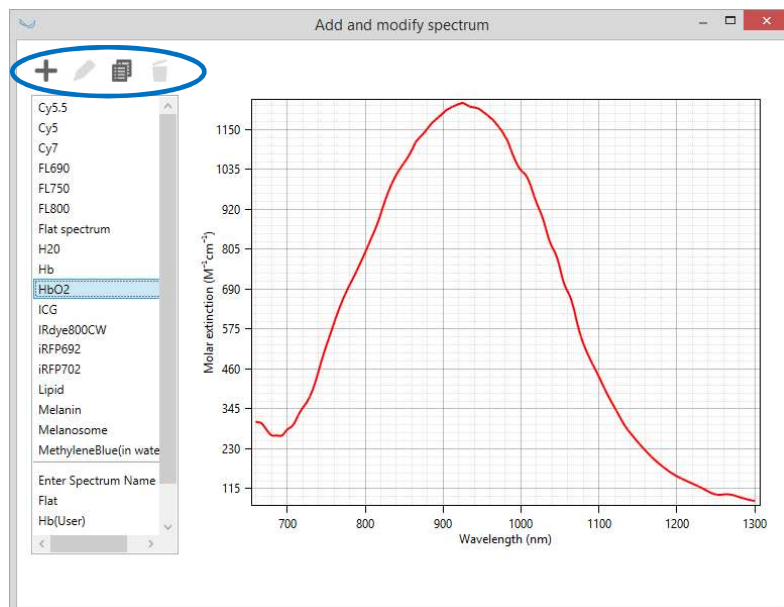 Add and modify spectrum
Cy5.5
Cy5
Cy7
FL690
FL750
FL800
Flat spectrum
H20
Hb
HbO2
ICG
IRdye800CW
iRFP692
iRFP702
Lipid
Melanin
Melanosome
MethyleneBlue(in wate
Enter Spectrum Name
Flat
Hb(User)
Molar extinction (M⁻¹cm⁻¹)
1150
1035
920
805
690
575
460
345
230
115
700 800 900 1000 1100 1200 1300
Wavelength (nm)